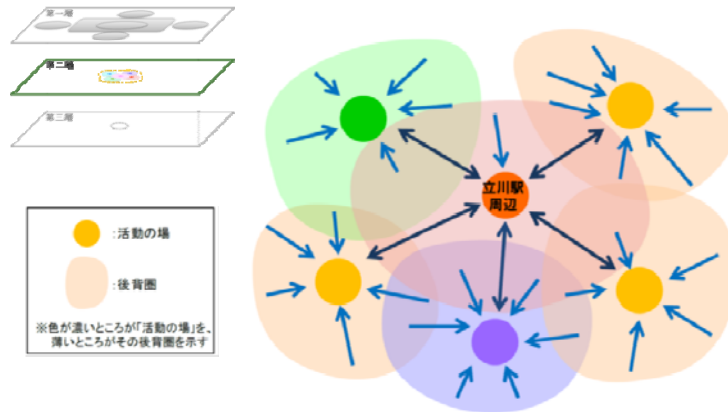 第一層
第二層
第三層
立川駅
周辺
:活動の場
:後背圏
※色が濃いところが「活動の場」を、
薄いところがその後背圏を示す